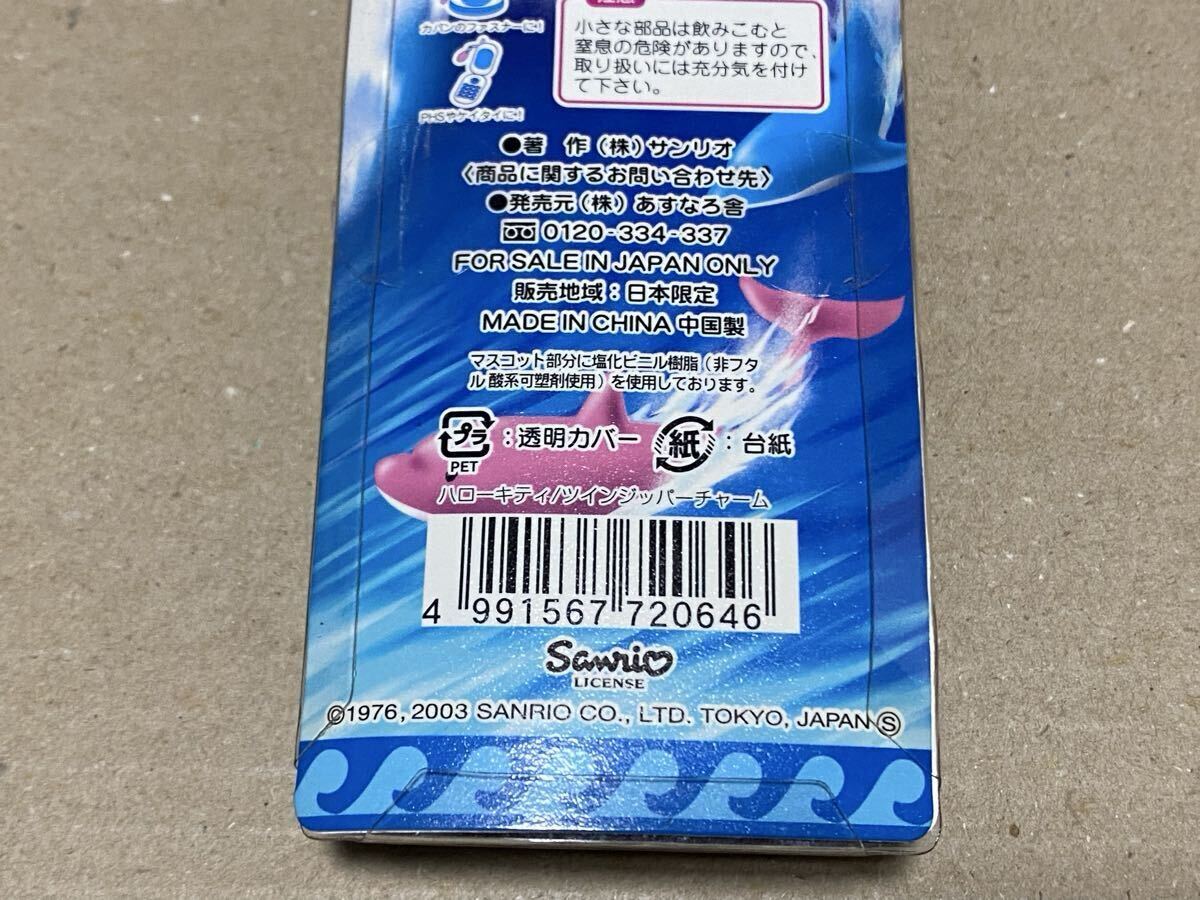 カバンのファスナーに!
PHSやケイタイに!
小さな部品は飲みこむと
窒息の危険がありますので、
取り扱いには充分気を付け
て下さい。
●著 作(株)サンリオ
〈商品に関するお問い合わせ先〉
●発売元(株)あすなろ舎
0120-334-337
FOR SALE IN JAPAN ONLY
販売地域:日本限定
MADE IN CHINA 中国製
マスコット部分に塩化ビニル樹脂(非フタ
ル酸系可塑剤使用)を使用しております。
プラ PET :透明カバー 紙 :台紙
ハローキティ/ツインジッパーチャーム
4 991567 720646
Sanrio
LICENSE
©1976, 2003 SANRIO CO., LTD. TOKYO, JAPAN Ⓢ